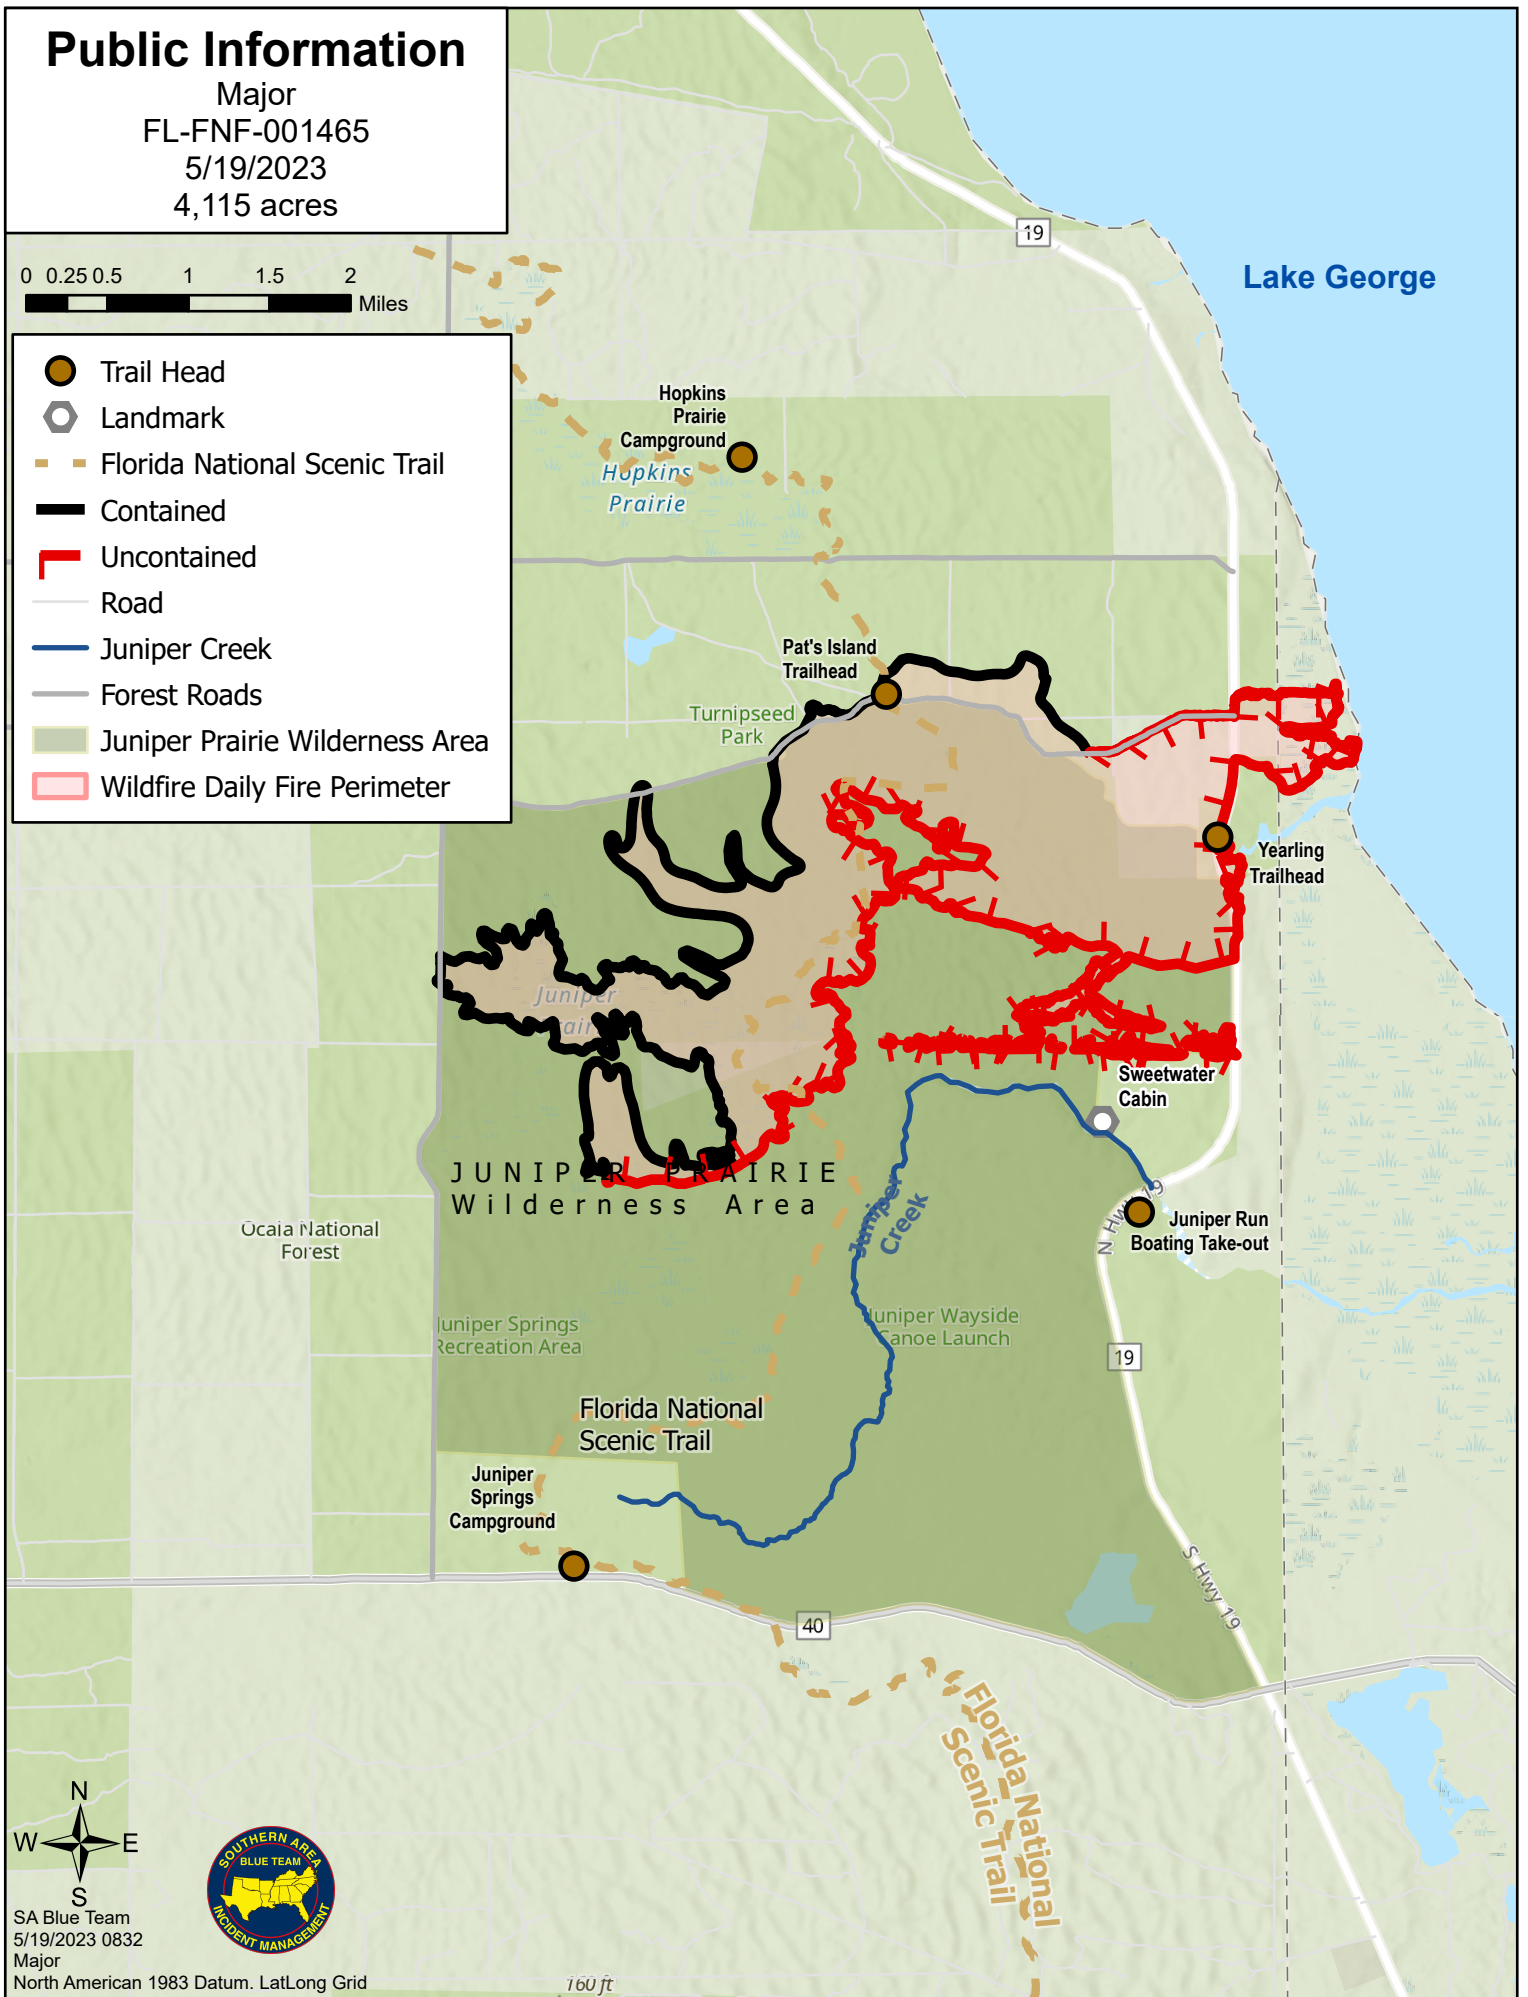 Public Information
Major
FL-FNF-001465
5/19/2023
4,115 acres
0 0.25 0.5 1 1.5 2
Miles
Trail Head
Landmark
Florida National Scenic Trail
Contained
Uncontained
Road
Juniper Creek
Forest Roads
Juniper Prairie Wilderness Area
Wildfire Daily Fire Perimeter
19
Lake George
Hopkins
Prairie
Campground
Hopkins
Prairie
Pat's Island
Trailhead
Turnipseed
Park
Yearling
Trailhead
Juniper
Sweetwater
Cabin
JUNIPER PRAIRIE
Wilderness Area
N Hwy 19
Juniper Run
Boating Take-out
Juniper
Creek
Ocala National
Forest
Juniper Springs
Recreation Area
Juniper Wayside
Canoe Launch
19
Florida National
Scenic Trail
Juniper
Springs
Campground
S Hwy 19
40
Florida National
Scenic Trail
N
W E
S
SOUTHERN AREA
BLUE TEAM
INCIDENT MANAGEMENT
SA Blue Team
5/19/2023 0832
Major
North American 1983 Datum. LatLong Grid
160 ft